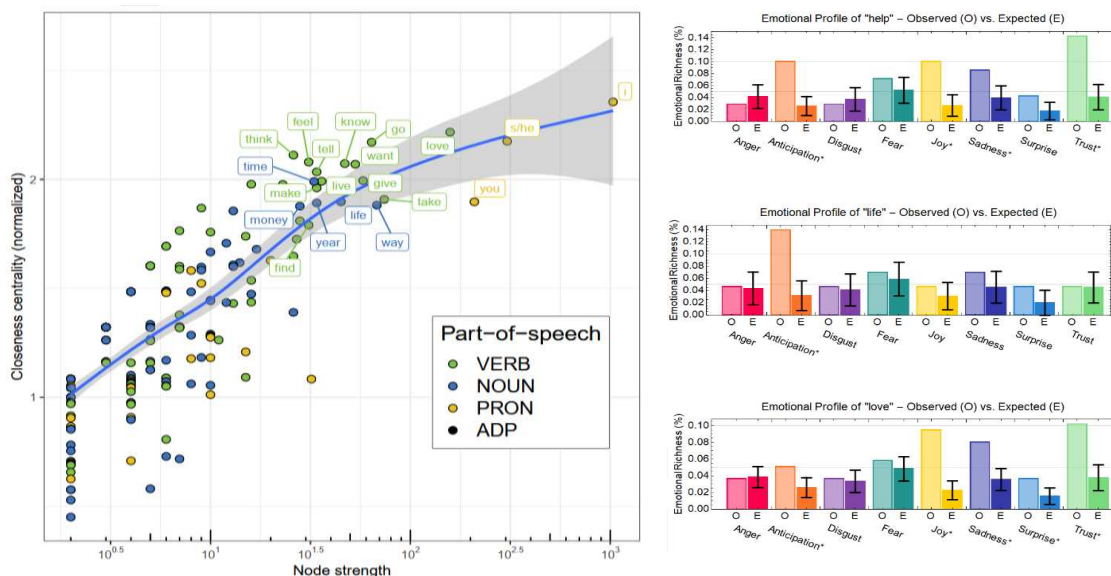 Closeness centrality (normalized)
2
1
i
s/he
love
you
go
know
feel
think
tell
want
time
make
live
give
take
money
life
way
year
find
Part-of-speech
VERB
NOUN
PRON
ADP
10^0.5
10^1
10^1.5
10^2
10^2.5
10^3
Node strength
Emotional Profile of "help" – Observed (O) vs. Expected (E)
Emotional Richness (%)
0.14
0.12
0.10
0.08
0.06
0.04
0.02
0.00
O E O E O E O E O E O E O E O E
Anger Anticipation* Disgust Fear Joy* Sadness* Surprise Trust*
Emotional Profile of "life" – Observed (O) vs. Expected (E)
Emotional Richness (%)
0.14
0.12
0.10
0.08
0.06
0.04
0.02
0.00
O E O E O E O E O E O E O E O E
Anger Anticipation* Disgust Fear Joy Sadness Surprise Trust
Emotional Profile of "love" – Observed (O) vs. Expected (E)
Emotional Richness (%)
0.10
0.08
0.06
0.04
0.02
0.00
O E O E O E O E O E O E O E O E
Anger Anticipation* Disgust Fear Joy* Sadness* Surprise* Trust*